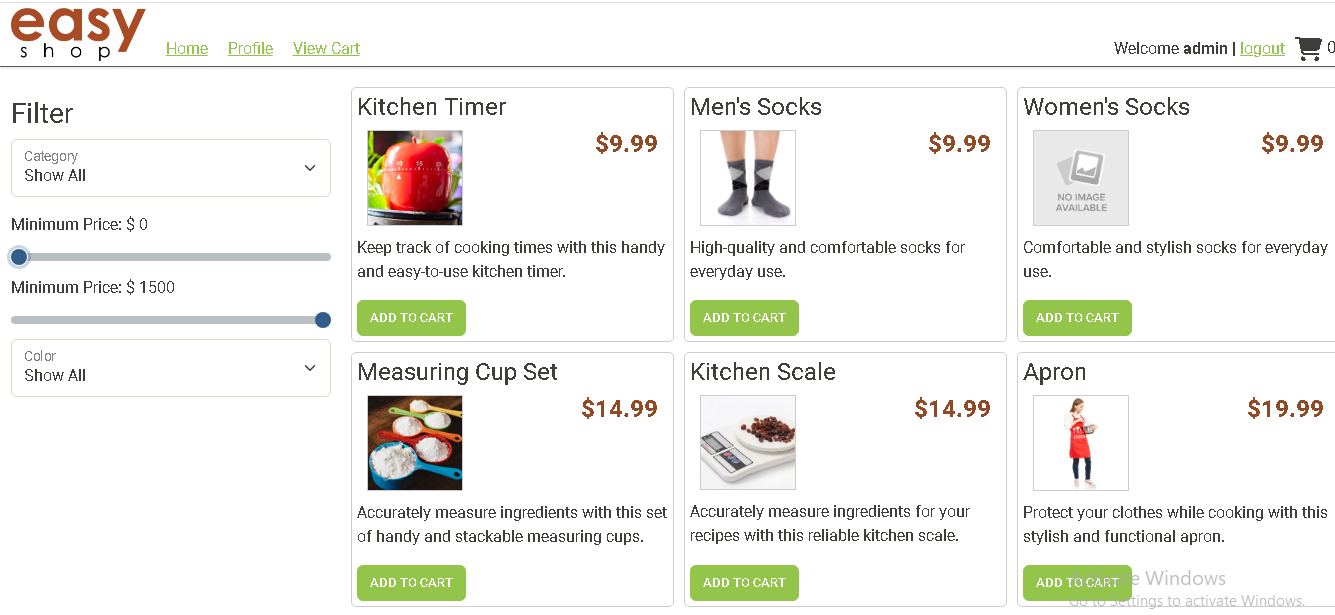 easy
shop
Home Profile View Cart
Welcome admin | logout 0
Filter
Category
Show All
Minimum Price: $ 0
Minimum Price: $ 1500
Color
Show All
Kitchen Timer
$9.99
Keep track of cooking times with this handy
and easy-to-use kitchen timer.
ADD TO CART
Men's Socks
$9.99
High-quality and comfortable socks for
everyday use.
ADD TO CART
Women's Socks
NO IMAGE
AVAILABLE
$9.99
Comfortable and stylish socks for everyday
use.
ADD TO CART
Measuring Cup Set
$14.99
Accurately measure ingredients with this set
of handy and stackable measuring cups.
ADD TO CART
Kitchen Scale
$14.99
Accurately measure ingredients for your
recipes with this reliable kitchen scale.
ADD TO CART
Apron
$19.99
Protect your clothes while cooking with this
stylish and functional apron.
ADD TO CART
Activate Windows
Go to Settings to activate Windows.